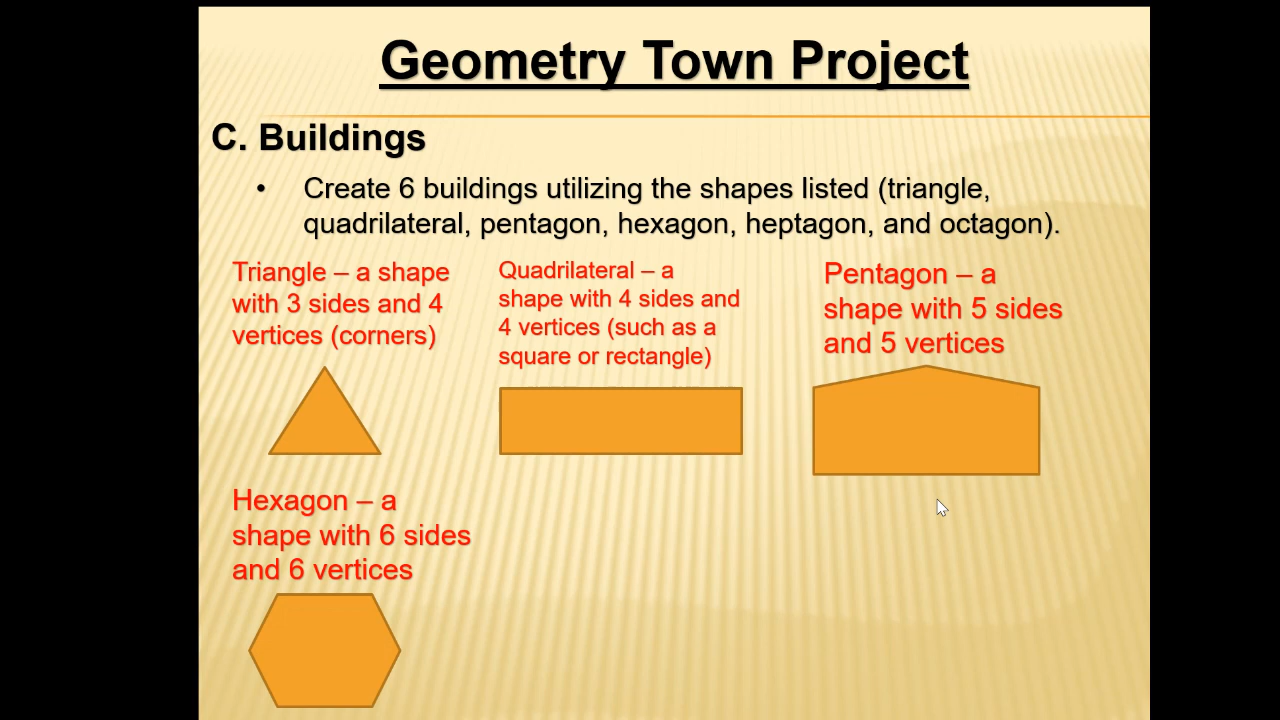 Geometry Town Project
C. Buildings
• Create 6 buildings utilizing the shapes listed (triangle,
quadrilateral, pentagon, hexagon, heptagon, and octagon).
Triangle – a shape
with 3 sides and 4
vertices (corners)
Quadrilateral – a
shape with 4 sides and
4 vertices (such as a
square or rectangle)
Pentagon – a
shape with 5 sides
and 5 vertices
Hexagon – a
shape with 6 sides
and 6 vertices